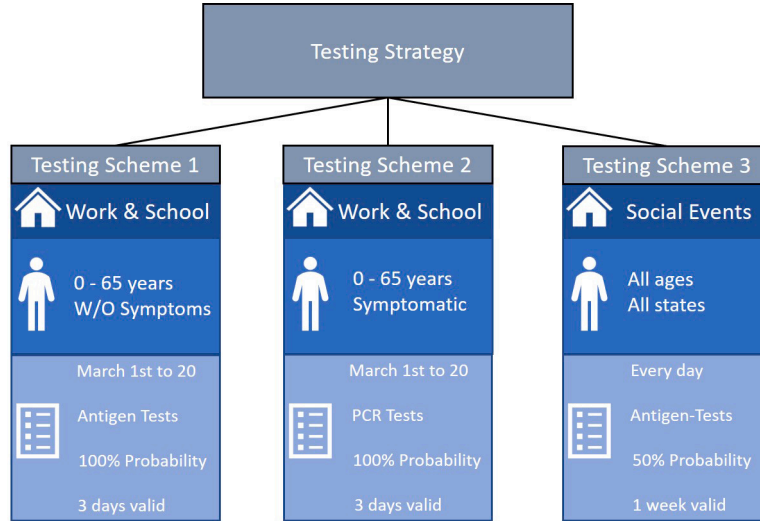 Testing Strategy
Testing Scheme 1
Work & School
0 - 65 years
W/O Symptoms
March 1st to 20
Antigen Tests
100% Probability
3 days valid
Testing Scheme 2
Work & School
0 - 65 years
Symptomatic
March 1st to 20
PCR Tests
100% Probability
3 days valid
Testing Scheme 3
Social Events
All ages
All states
Every day
Antigen-Tests
50% Probability
1 week valid